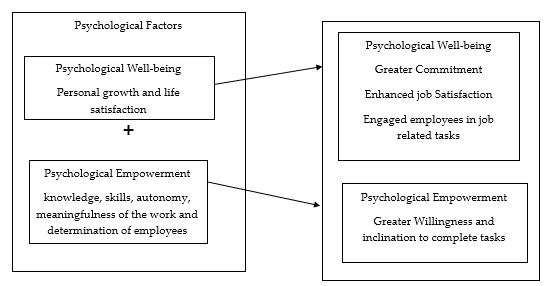 Psychological Factors
Psychological Well-being
Personal growth and life
satisfaction
+
Psychological Empowerment
knowledge, skills, autonomy,
meaningfulness of the work and
determination of employees
Psychological Well-being
Greater Commitment
Enhanced job Satisfaction
Engaged employees in job
related tasks
Psychological Empowerment
Greater Willingness and
inclination to complete tasks